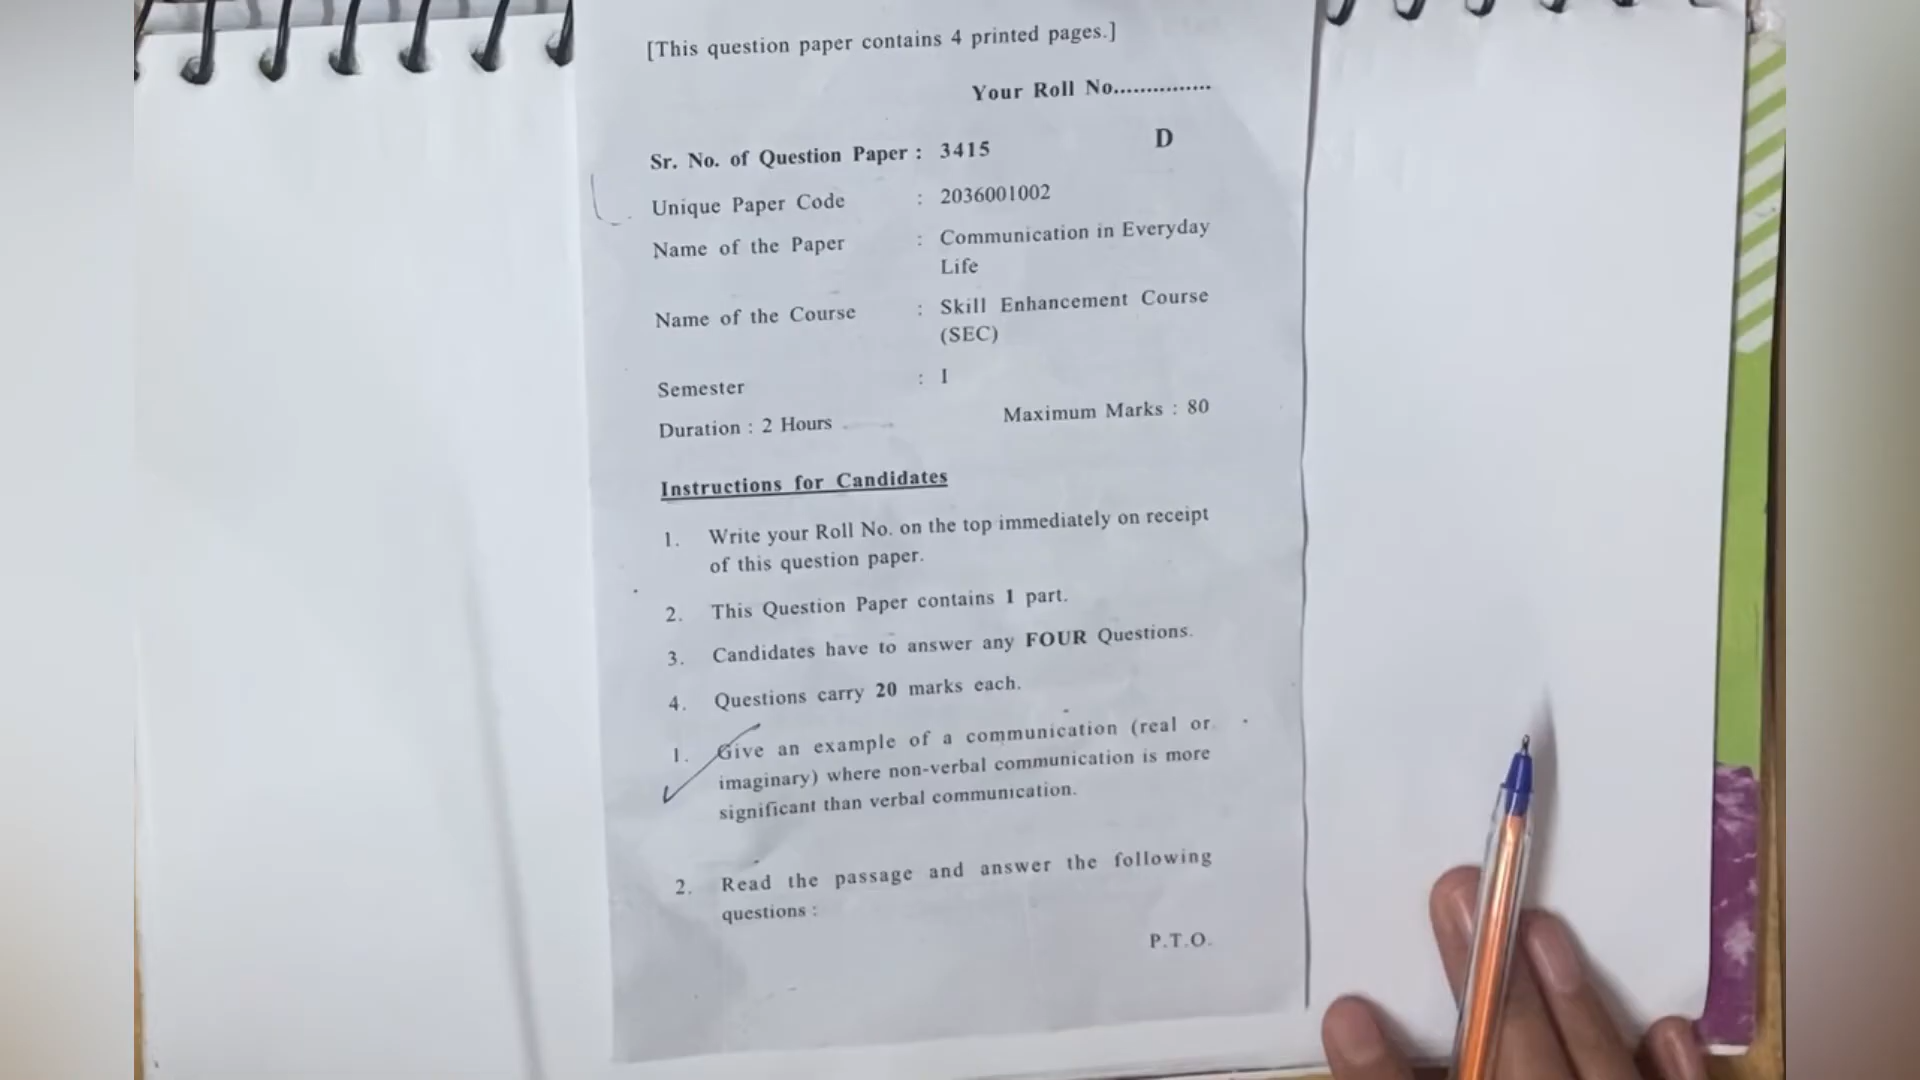 [This question paper contains 4 printed pages.]
Your Roll No...............
Sr. No. of Question Paper : 3415 D
Unique Paper Code : 2036001002
Name of the Paper : Communication in Everyday
Life
Name of the Course : Skill Enhancement Course
(SEC)
Semester : I
Duration : 2 Hours Maximum Marks : 80
Instructions for Candidates
1. Write your Roll No. on the top immediately on receipt
of this question paper.
2. This Question Paper contains 1 part.
3. Candidates have to answer any FOUR Questions.
4. Questions carry 20 marks each.
1. Give an example of a communication (real or
imaginary) where non-verbal communication is more
significant than verbal communication.
2. Read the passage and answer the following
questions :
P.T.O.